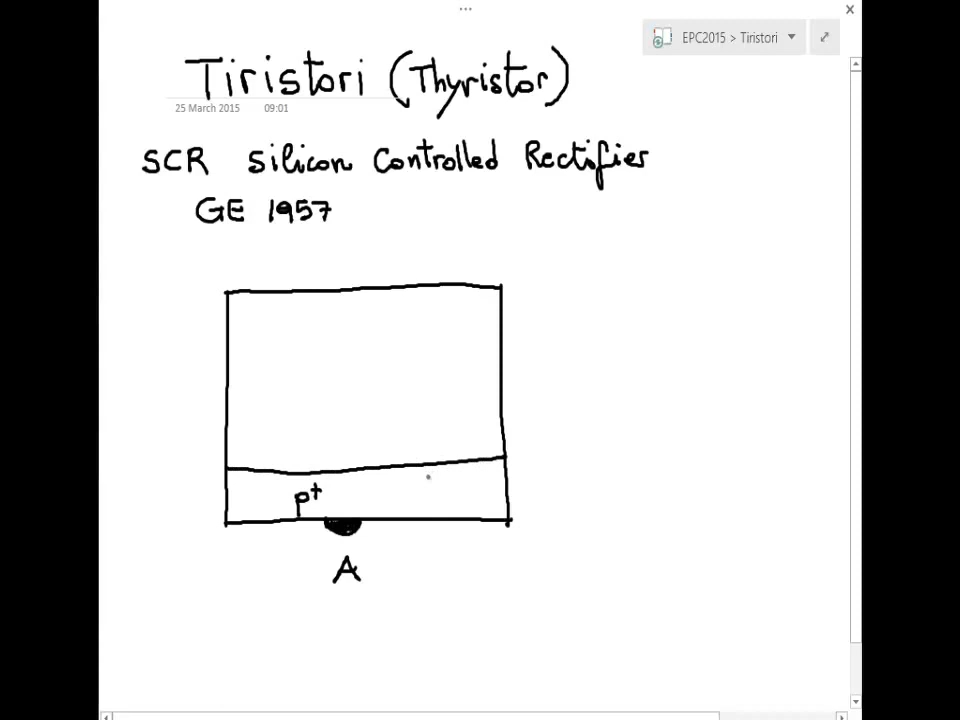 EPC2015 > Tiristori
Tiristori (Thyristor)
25 March 2015 09:01
SCR Silicon Controlled Rectifier
GE 1957
p+
A